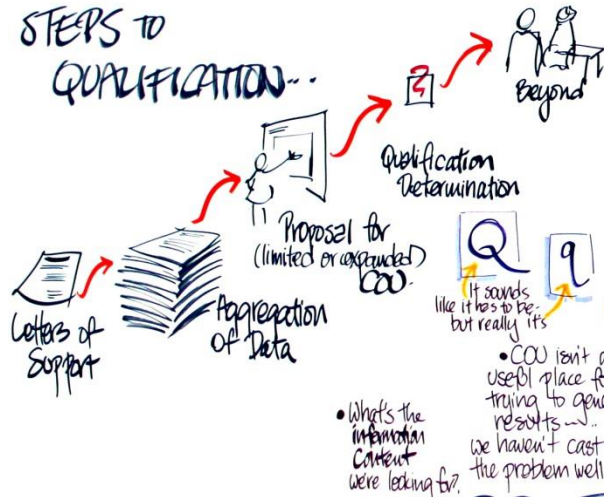 STEPS TO
QUALIFICATION...
Beyond
?
Qualification
Determination
Proposal for
(limited or expanded)
COU.
Letters of
Support
Aggregation
of Data
Q
q
It sounds
like it has to be.
but really it's
• What's the
information
Content
we're looking for?
• COU isn't a
useful place for
trying to
results....
we haven't cast
the problem well